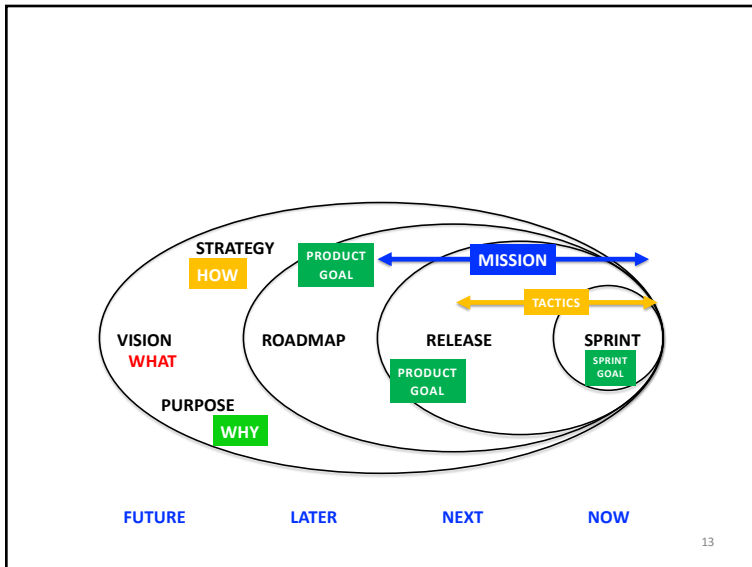 STRATEGY
HOW
PRODUCT
GOAL
MISSION
TACTICS
VISION
WHAT
ROADMAP
RELEASE
SPRINT
SPRINT
GOAL
PRODUCT
GOAL
PURPOSE
WHY
FUTURE
LATER
NEXT
NOW
13